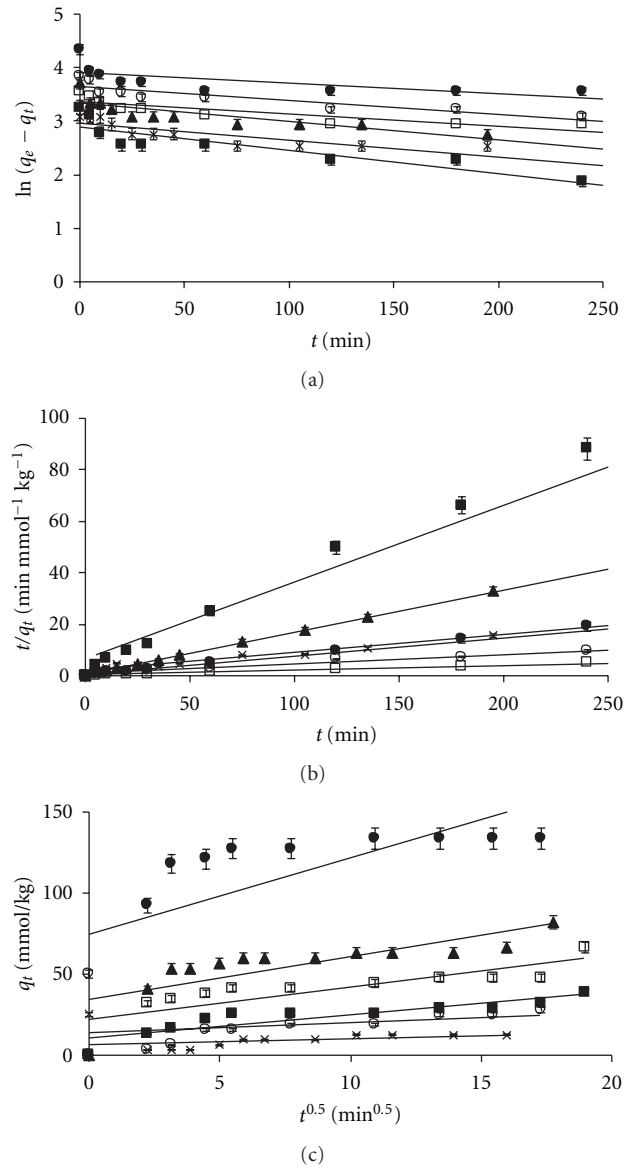 5
4
3
2
1
0
0 50 100 150 200 250
ln (qe − qt)
t (min)
(a)
100
80
60
40
20
0
0 50 100 150 200 250
t/qt (min mmol−1 kg−1)
t (min)
(b)
150
100
50
0
0 5 10 15 20
qt (mmol/kg)
t0.5 (min0.5)
(c)